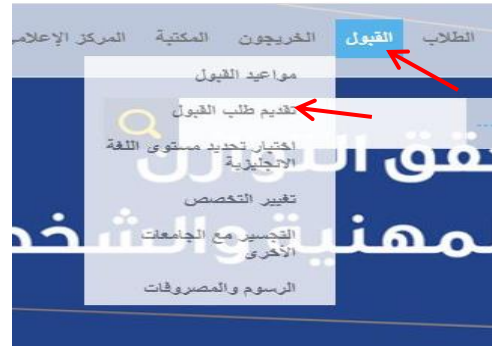 الطلاب القبول الخريجون المكتبة المركز الإعلامي
مواعيد القبول
تقديم طلب القبول
...
إختبار تحديد مستوى اللغة
الانجليزية
تغيير التخصص
التجسير مع الجامعات
الأخرى
الرسوم والمصروفات